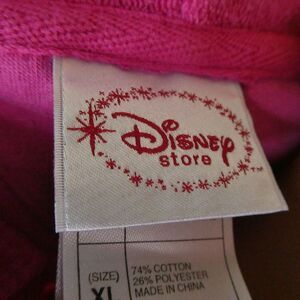 Disney
store
(SIZE)
XL
74% COTTON
26% POLYESTER
MADE IN CHINA